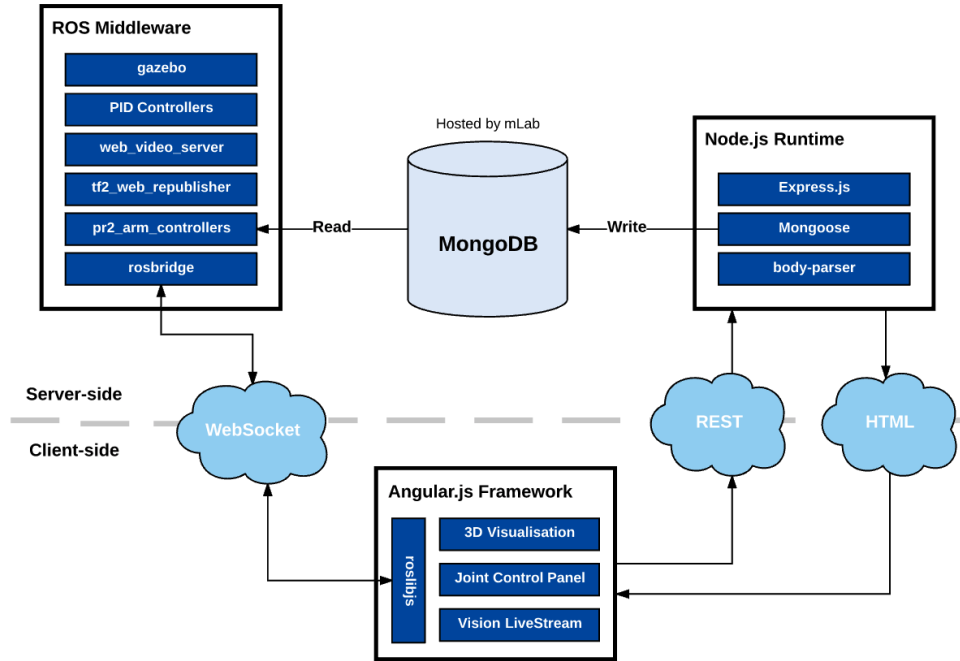 ROS Middleware
gazebo
PID Controllers
web_video_server
tf2_web_republisher
pr2_arm_controllers
rosbridge
Read
Hosted by mLab
MongoDB
Write
Node.js Runtime
Express.js
Mongoose
body-parser
Server-side
Client-side
WebSocket
REST
HTML
Angular.js Framework
roslibjs
3D Visualisation
Joint Control Panel
Vision LiveStream